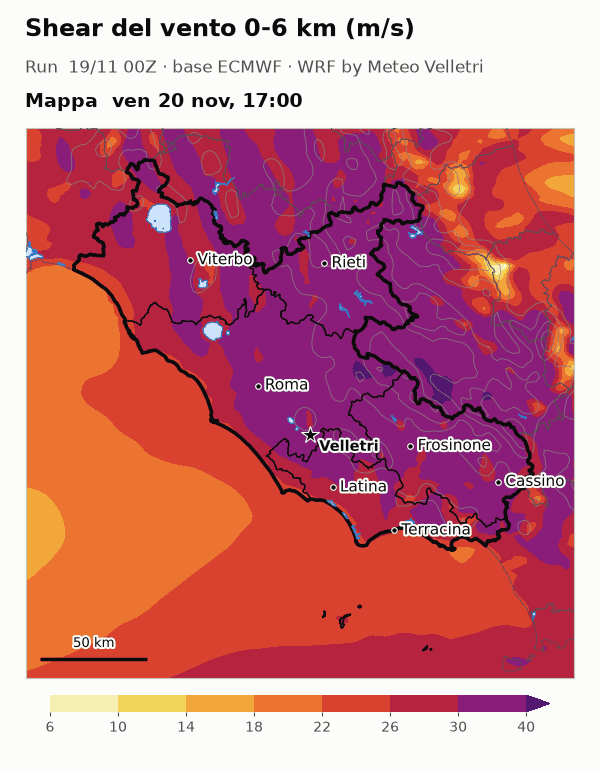 Shear del vento 0-6 km (m/s)
Run 19/11 00Z · base ECMWF · WRF by Meteo Velletri
Mappa ven 20 nov, 17:00
Viterbo
Rieti
Roma
Velletri
Frosinone
Latina
Cassino
Terracina
50 km
6 10 14 18 22 26 30 40